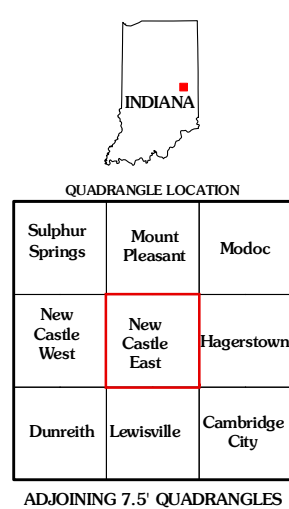 INDIANA
QUADRANGLE LOCATION
Sulphur
Springs
Mount
Pleasant
Modoc
New
Castle
West
New
Castle
East
Hagerstown
Dunreith
Lewisville
Cambridge
City
ADJOINING 7.5' QUADRANGLES